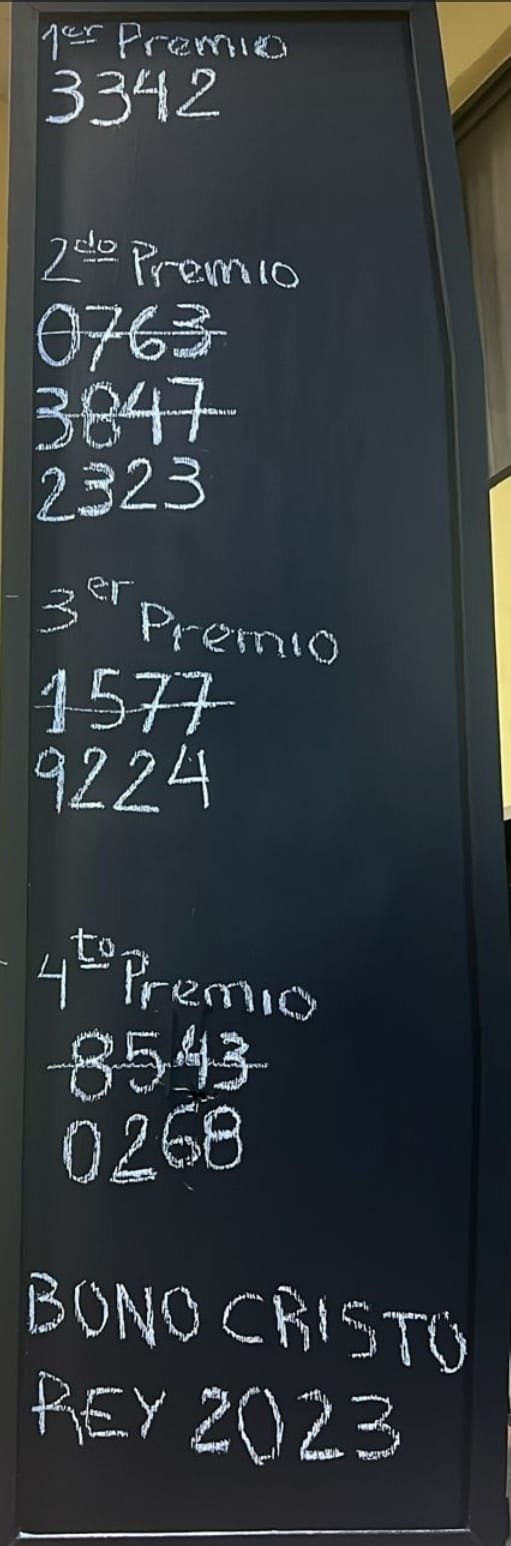 1er Premio
3342
2do Premio
0763
3847
2323
3er Premio
1577
9224
4to Premio
8543
0268
BONO CRISTO
REY 2023